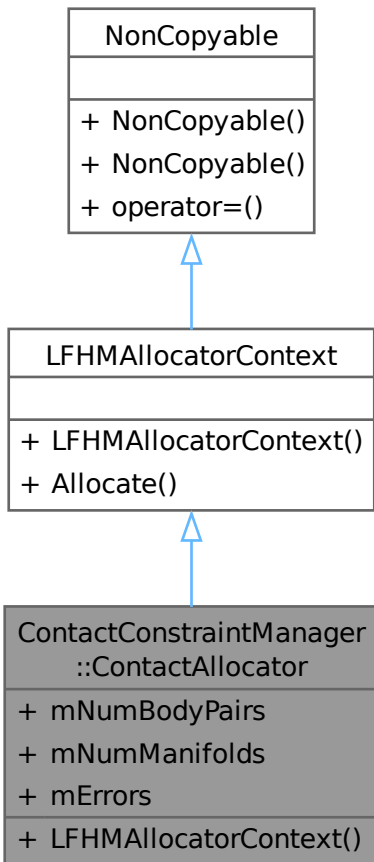 NonCopyable
+ NonCopyable()
+ NonCopyable()
+ operator=()
LFHMAllocatorContext
+ LFHMAllocatorContext()
+ Allocate()
ContactConstraintManager
::ContactAllocator
+ mNumBodyPairs
+ mNumManifolds
+ mErrors
+ LFHMAllocatorContext()